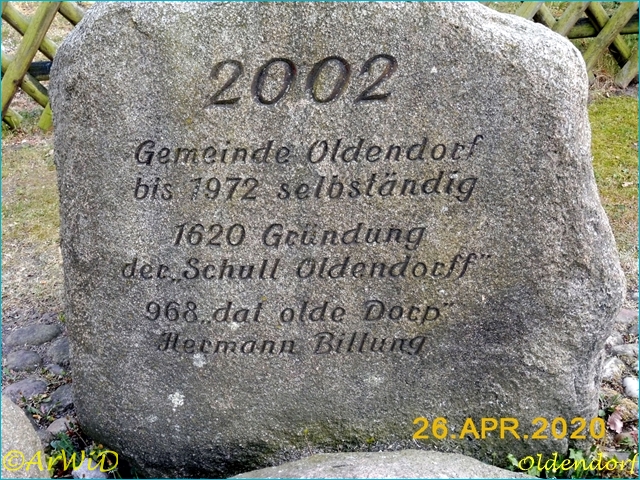 2002
Gemeinde Oldendorf
bis 1972 selbständig
1620 Gründung
der „Schull Oldendorff"
968 „dat olde Dorp"
Hermann Billung
26.APR.2020
©ArWiD
Oldendorf